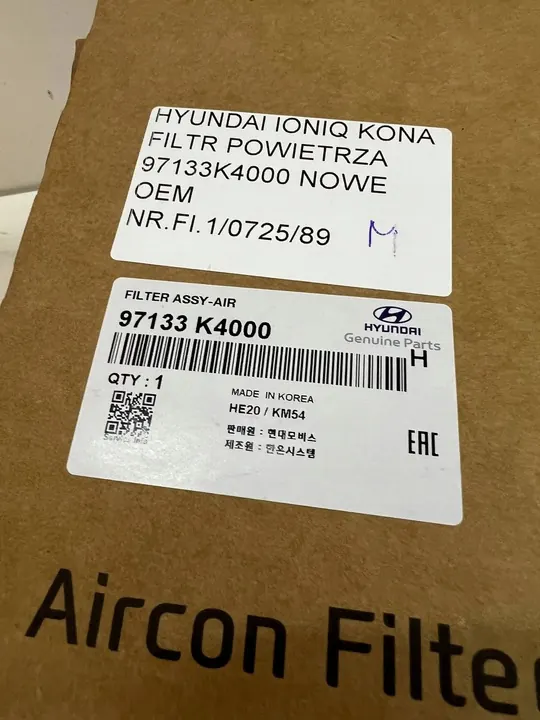 HYUNDAI IONIQ KONA
FILTR POWIETRZA
97133K4000 NOWE
OEM
NR.FI.1/0725/89 M
FILTER ASSY-AIR
97133 K4000
HYUNDAI
Genuine Parts
H
QTY : 1
MADE IN KOREA
HE20 / KM54
판매원 : 현대모비스
제조원 : 한온시스템
Service Info
EAC
Aircon Filte